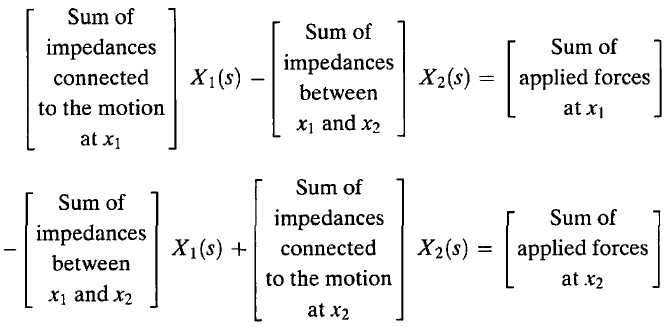 [Sum of impedances connected to the motion at x₁] X₁(s) − [Sum of impedances between x₁ and x₂] X₂(s) = [Sum of applied forces at x₁]
−[Sum of impedances between x₁ and x₂] X₁(s) + [Sum of impedances connected to the motion at x₂] X₂(s) = [Sum of applied forces at x₂]